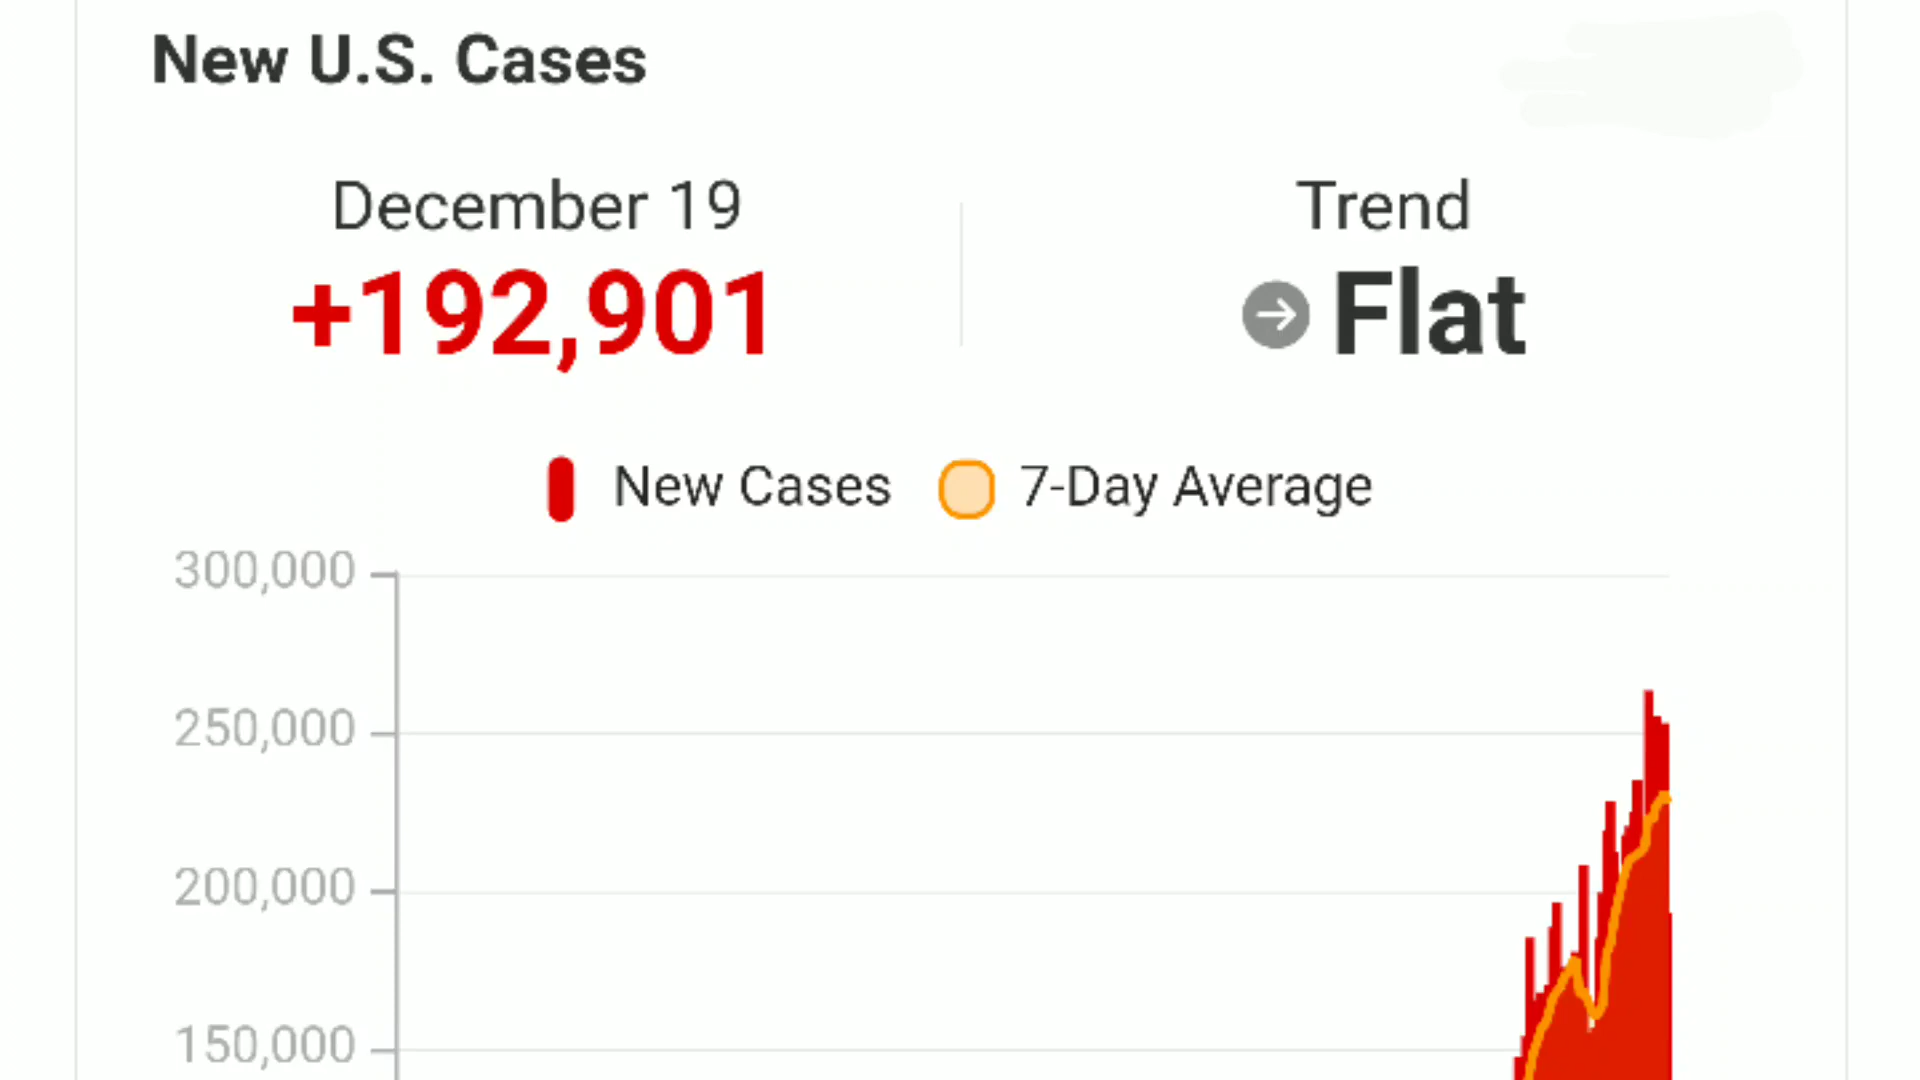 New U.S. Cases
December 19
Trend
+192,901
Flat
New Cases
7-Day Average
300,000
250,000
200,000
150,000